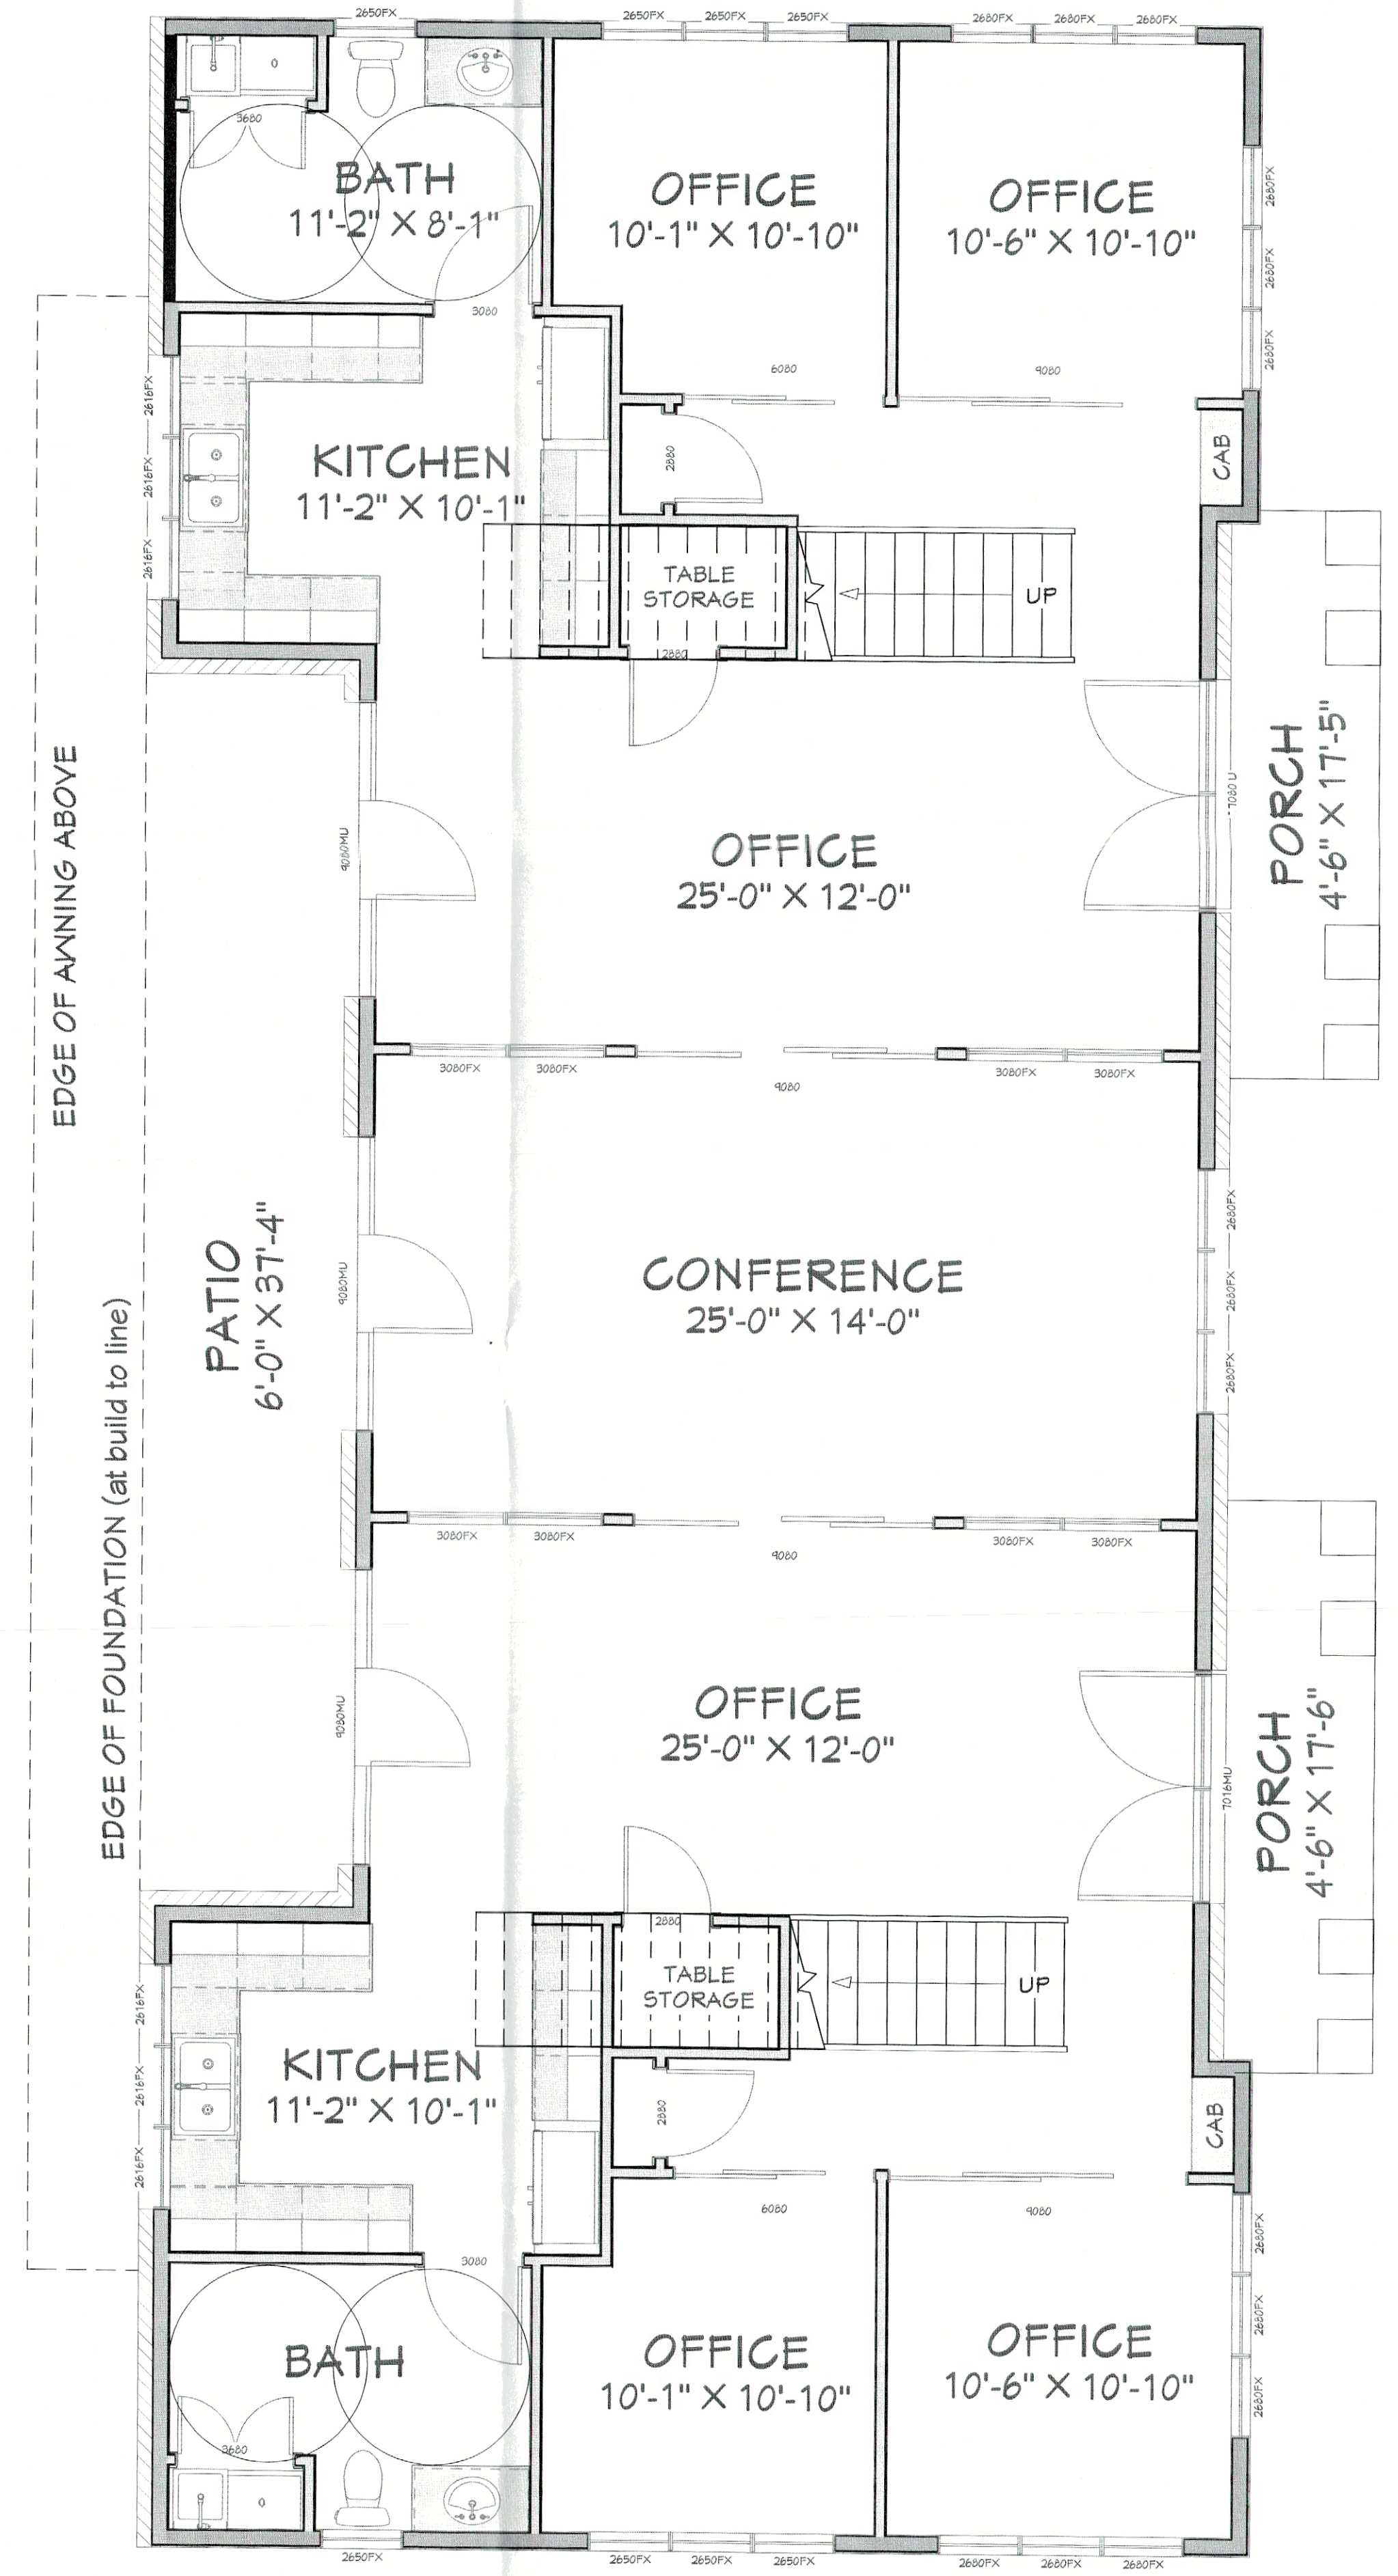 2650FX
2650FX
2650FX
2650FX
2680FX
2680FX
2680FX
3680
BATH
11'-2" X 8'-1"
OFFICE
10'-1" X 10'-10"
OFFICE
10'-6" X 10'-10"
2680FX
2680FX
2680FX
3080
6080
9080
2616FX
2616FX
2616FX
KITCHEN
11'-2" X 10'-1"
2880
CAB
TABLE
STORAGE
UP
2880
EDGE OF AWNING ABOVE
9080MU
OFFICE
25'-0" X 12'-0"
PORCH
4'-6" X 17'-5"
3080FX
3080FX
9080
3080FX
3080FX
PATIO
6'-0" X 37'-4"
9080MU
CONFERENCE
25'-0" X 14'-0"
2680FX
2680FX
2680FX
EDGE OF FOUNDATION (at build to line)
3080FX
3080FX
9080
3080FX
3080FX
9080MU
OFFICE
25'-0" X 12'-0"
7016MU
PORCH
4'-6" X 17'-6"
2880
TABLE
STORAGE
UP
2616FX
2616FX
2616FX
KITCHEN
11'-2" X 10'-1"
2880
CAB
3080
6080
9080
2680FX
2680FX
2680FX
BATH
OFFICE
10'-1" X 10'-10"
OFFICE
10'-6" X 10'-10"
3680
2650FX
2650FX
2650FX
2650FX
2680FX
2680FX
2680FX